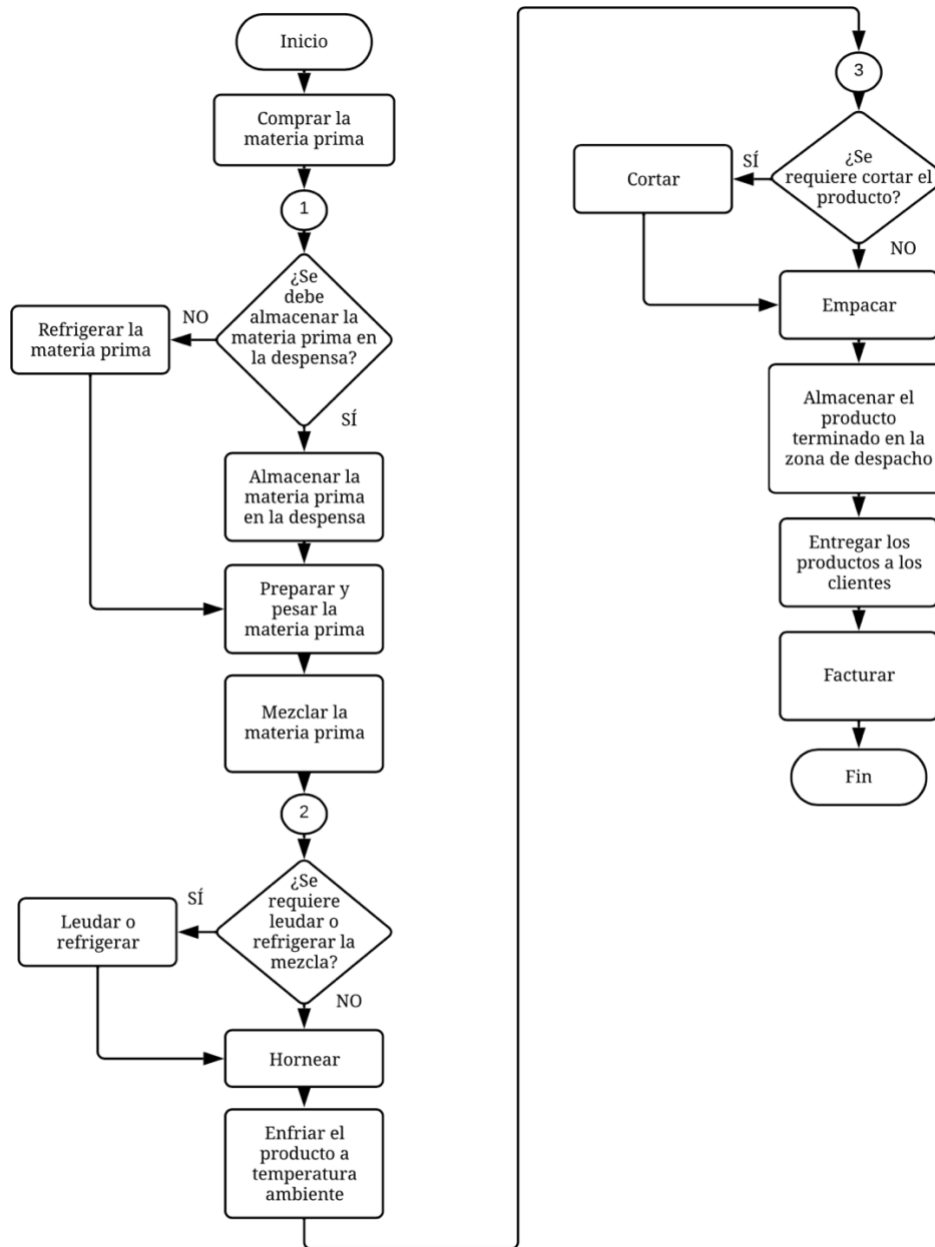 Inicio
Comprar la
materia prima
1
¿Se
debe
almacenar la
materia prima en
la despensa?
NO
Refrigerar la
materia prima
SÍ
Almacenar la
materia prima
en la despensa
Preparar y
pesar la
materia prima
Mezclar la
materia prima
2
¿Se
requiere
leudar o
refrigerar la
mezcla?
SÍ
Leudar o
refrigerar
NO
Hornear
Enfriar el
producto a
temperatura
ambiente
3
¿Se
requiere cortar el
producto?
SÍ
Cortar
NO
Empacar
Almacenar el
producto
terminado en la
zona de despacho
Entregar los
productos a los
clientes
Facturar
Fin